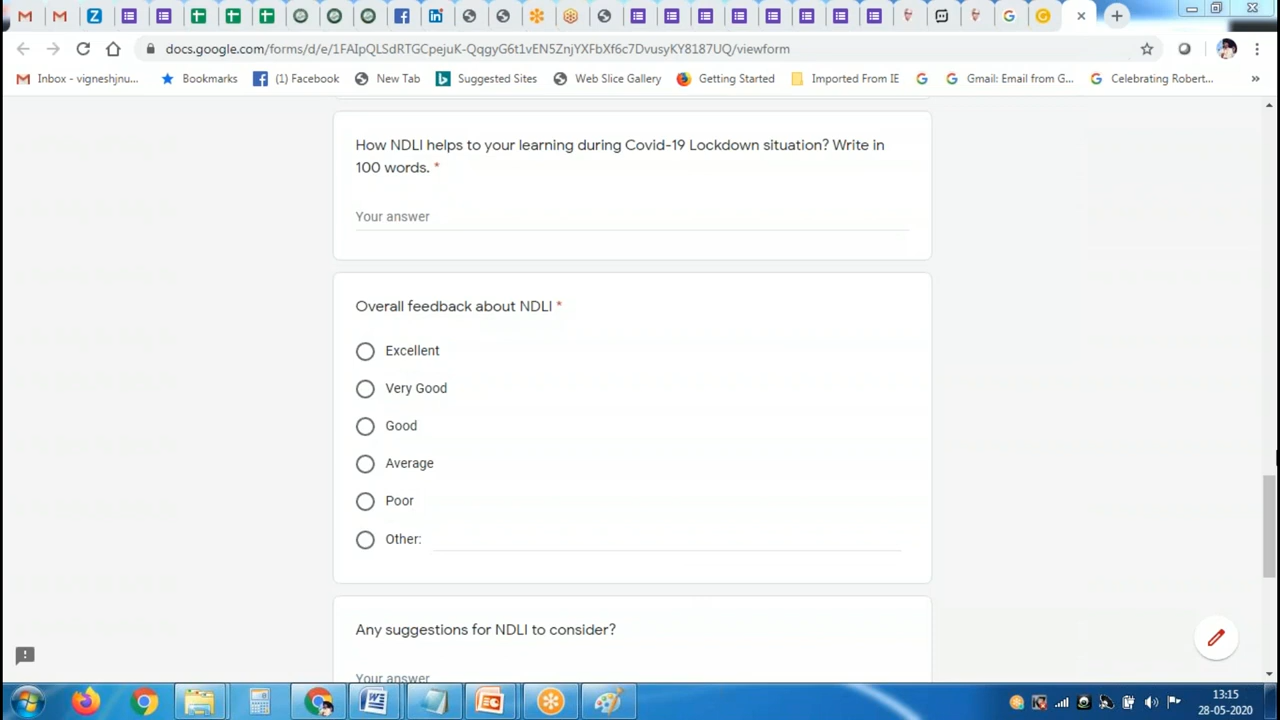 docs.google.com/forms/d/e/1FAIpQLSdRTGCpejuK-QqgyG6t1vEN5ZnjYXFbXf6c7DvusyKY8187UQ/viewform
Inbox - vigneshjnu... Bookmarks (1) Facebook New Tab Suggested Sites Web Slice Gallery Getting Started Imported From IE Gmail: Email from G... Celebrating Robert... »
How NDLI helps to your learning during Covid-19 Lockdown situation? Write in
100 words. *
Your answer
Overall feedback about NDLI *
Excellent
Very Good
Good
Average
Poor
Other:
Any suggestions for NDLI to consider?
Your answer
13:15
28-05-2020